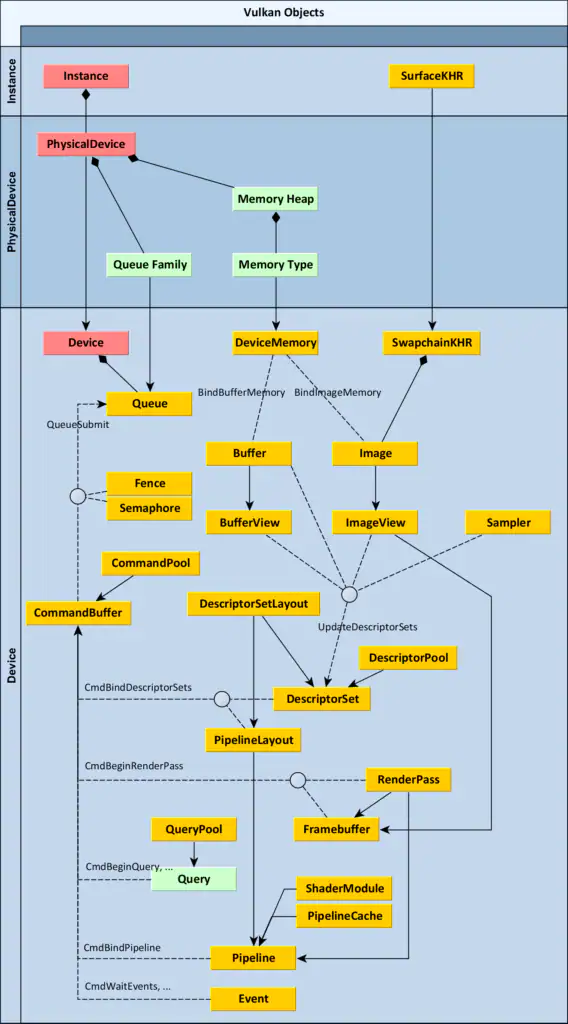 Vulkan Objects
Instance
Instance
SurfaceKHR
PhysicalDevice
PhysicalDevice
Memory Heap
Queue Family
Memory Type
Device
Device
DeviceMemory
SwapchainKHR
BindBufferMemory
BindImageMemory
Queue
QueueSubmit
Buffer
Image
Fence
Semaphore
BufferView
ImageView
Sampler
CommandPool
CommandBuffer
DescriptorSetLayout
UpdateDescriptorSets
DescriptorPool
CmdBindDescriptorSets
DescriptorSet
PipelineLayout
CmdBeginRenderPass
RenderPass
QueryPool
Framebuffer
CmdBeginQuery, ...
Query
ShaderModule
PipelineCache
CmdBindPipeline
Pipeline
CmdWaitEvents, ...
Event